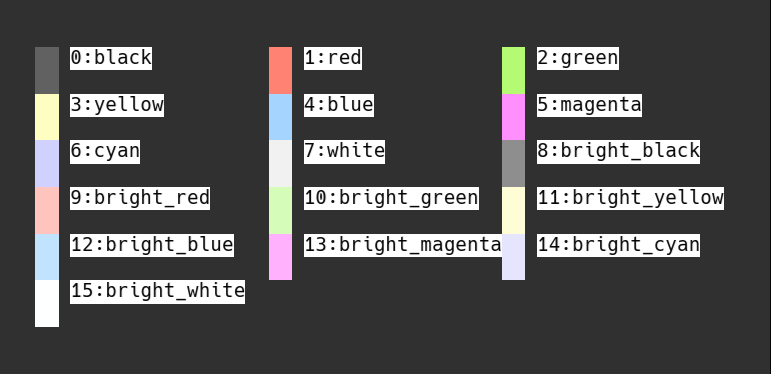 0:black 1:red 2:green
3:yellow 4:blue 5:magenta
6:cyan 7:white 8:bright_black
9:bright_red 10:bright_green 11:bright_yellow
12:bright_blue 13:bright_magenta 14:bright_cyan
15:bright_white